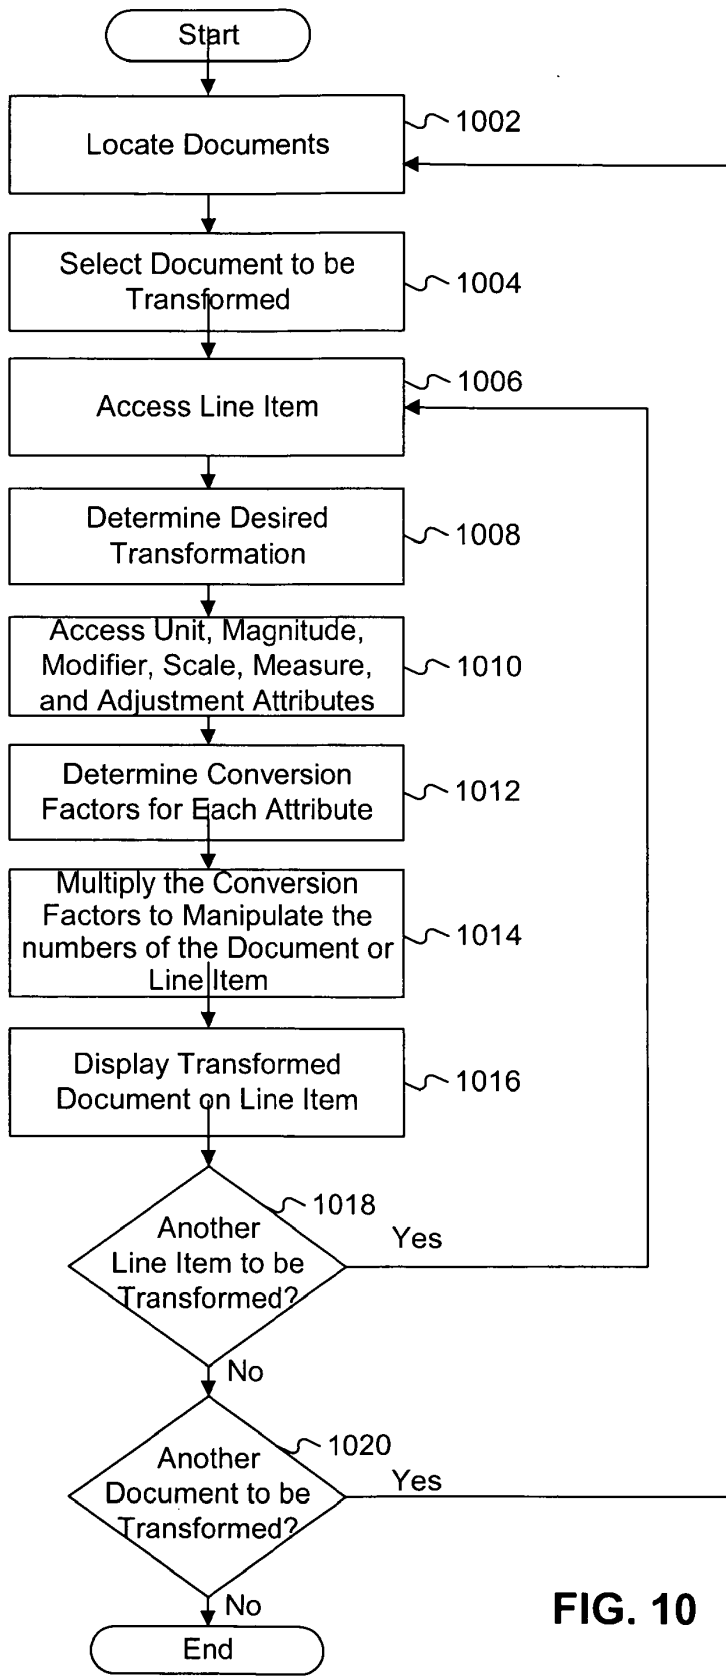 Start
Locate Documents
1002
Select Document to be
Transformed
1004
Access Line Item
1006
Determine Desired
Transformation
1008
Access Unit, Magnitude,
Modifier, Scale, Measure,
and Adjustment Attributes
1010
Determine Conversion
Factors for Each Attribute
1012
Multiply the Conversion
Factors to Manipulate the
numbers of the Document or
Line Item
1014
Display Transformed
Document on Line Item
1016
Another
Line Item to be
Transformed?
1018
Yes
No
Another
Document to be
Transformed?
1020
Yes
No
End
FIG. 10